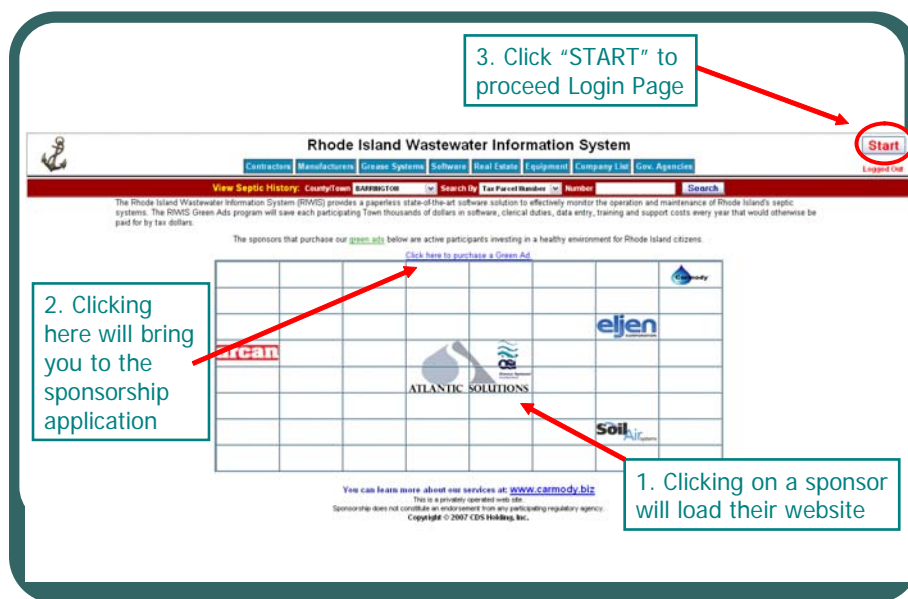 3. Click “START” to
proceed Login Page
Rhode Island Wastewater Information System
Start
Logged Out
Contractors Manufacturers Grease Systems Software Real Estate Equipment Company List Gov. Agencies
View Septic History: County/Town BARRINGTON Search By Tax Parcel Number Number Search
The Rhode Island Wastewater Information System (RIWIS) provides a paperless state-of-the-art software solution to effectively monitor the operation and maintenance of Rhode Island's septic
systems. The RIWIS Green Ads program will save each participating Town thousands of dollars in software, clerical duties, data entry, training and support costs every year that would otherwise be
paid for by tax dollars.
The sponsors that purchase our green ads below are active participants investing in a healthy environment for Rhode Island citizens.
Click here to purchase a Green Ad.
Carmody
2. Clicking
here will bring
you to the
sponsorship
application
eljen
CORPORATION
ATLANTIC SOLUTIONS
Soil Air systems
1. Clicking on a sponsor
will load their website
You can learn more about our services at: www.carmody.biz
This is a privately operated web site.
Sponsorship does not constitute an endorsement from any participating regulatory agency.
Copyright © 2007 CDS Holding, Inc.